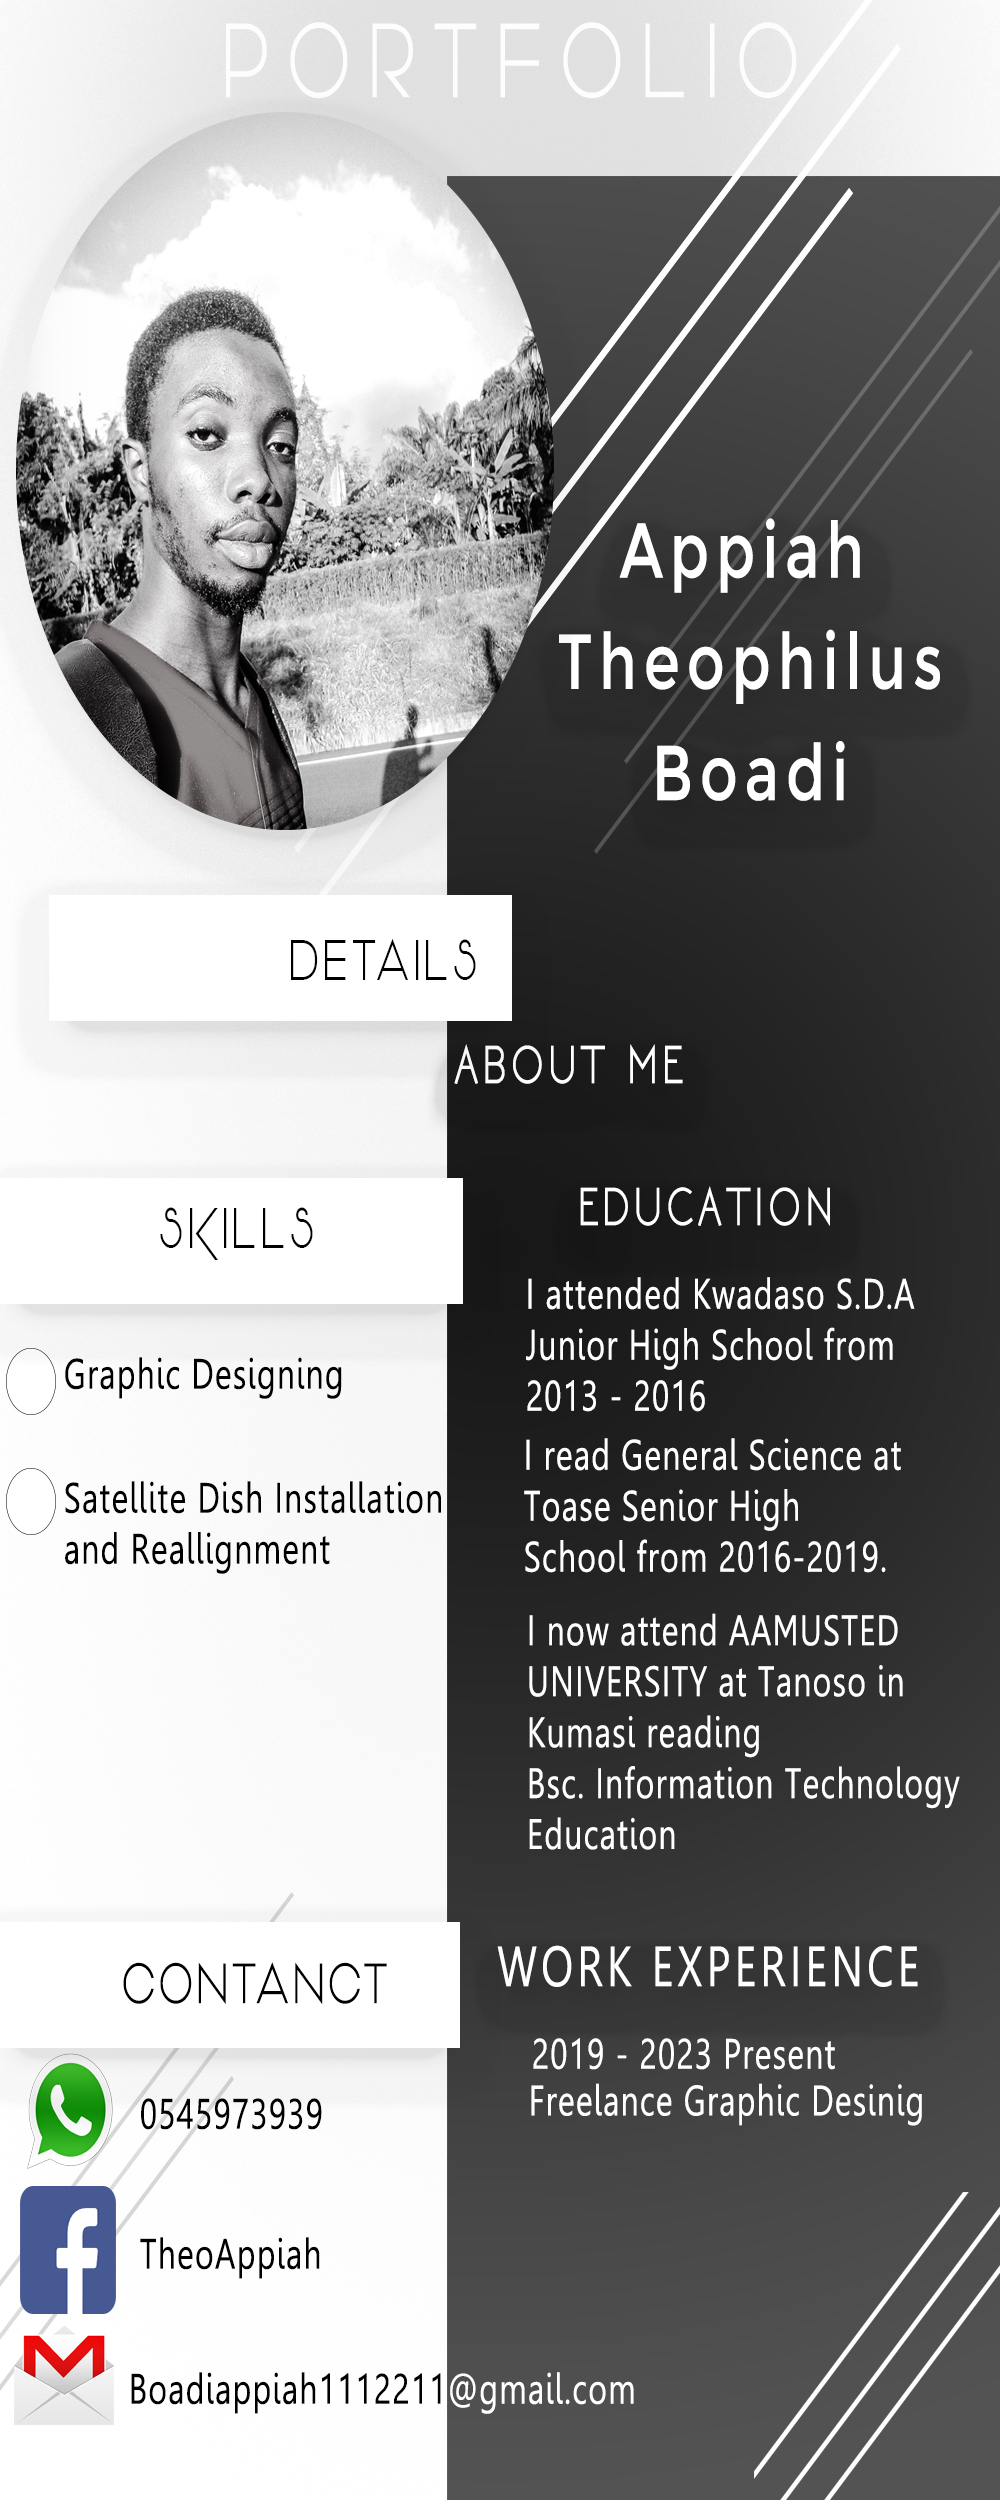 PORTFOLIO
Appiah
Theophilus
Boadi
DETAILS
ABOUT ME
SKILLS
Graphic Designing
Satellite Dish Installation
and Reallignment
EDUCATION
I attended Kwadaso S.D.A
Junior High School from
2013 - 2016
I read General Science at
Toase Senior High
School from 2016-2019.
I now attend AAMUSTED
UNIVERSITY at Tanoso in
Kumasi reading
Bsc. Information Technology
Education
CONTANCT
0545973939
TheoAppiah
Boadiappiah1112211@gmail.com
WORK EXPERIENCE
2019 - 2023 Present
Freelance Graphic Desinig